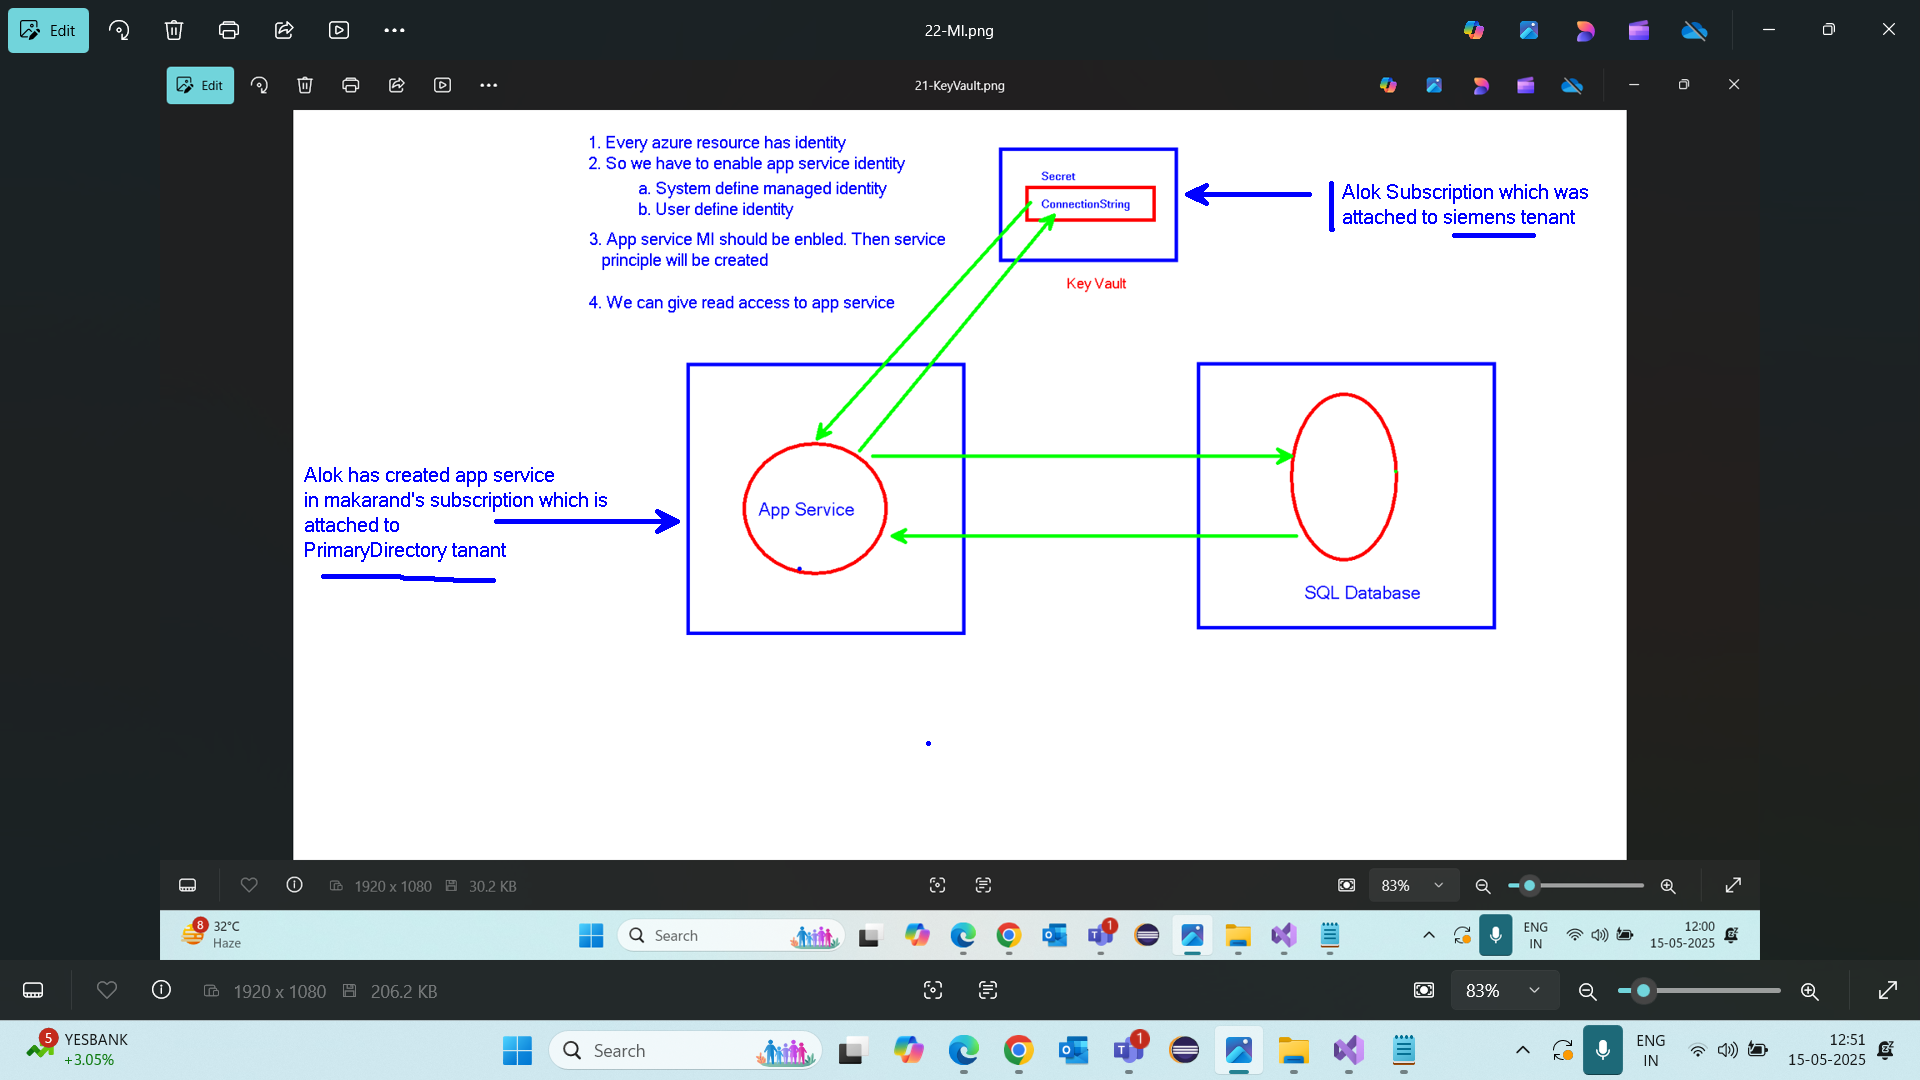 Edit
22-MI.png
Edit
21-KeyVault.png
1. Every azure resource has identity
2. So we have to enable app service identity
a. System define managed identity
b. User define identity
3. App service MI should be enbled. Then service
principle will be created
4. We can give read access to app service
Secret
ConnectionString
Key Vault
Alok Subscription which was
attached to siemens tenant
Alok has created app service
in makarand's subscription which is
attached to
PrimaryDirectory tanant
App Service
SQL Database
1920 x 1080
30.2 KB
83%
8
32°C
Haze
Search
1
ENG
IN
12:00
15-05-2025
1920 x 1080
206.2 KB
83%
5
YESBANK
+3.05%
Search
1
ENG
IN
12:51
15-05-2025